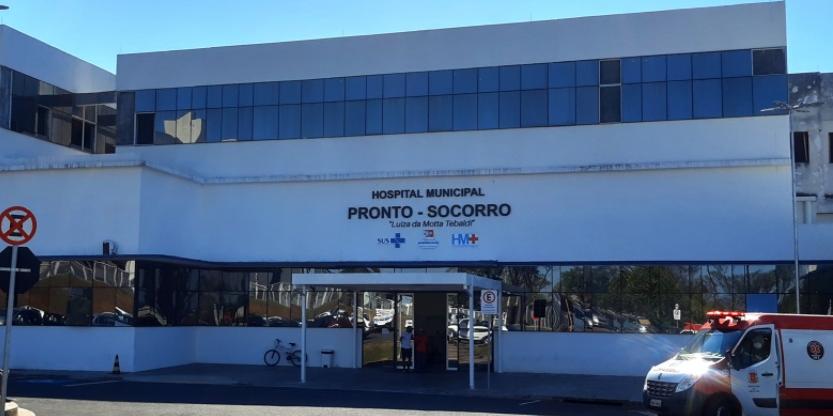 HOSPITAL MUNICIPAL
PRONTO - SOCORRO
"Luiza da Motta Tebaldi"
SUS
HM
E